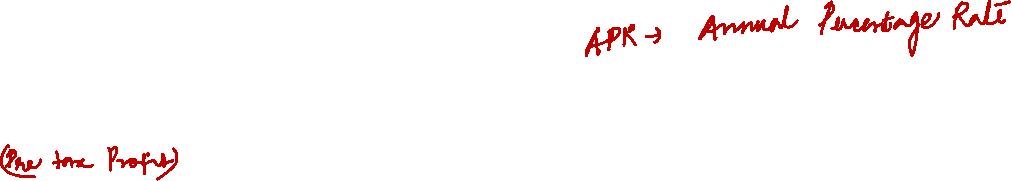 APR → Annual Percentage Rate
(Pre tax Profit)